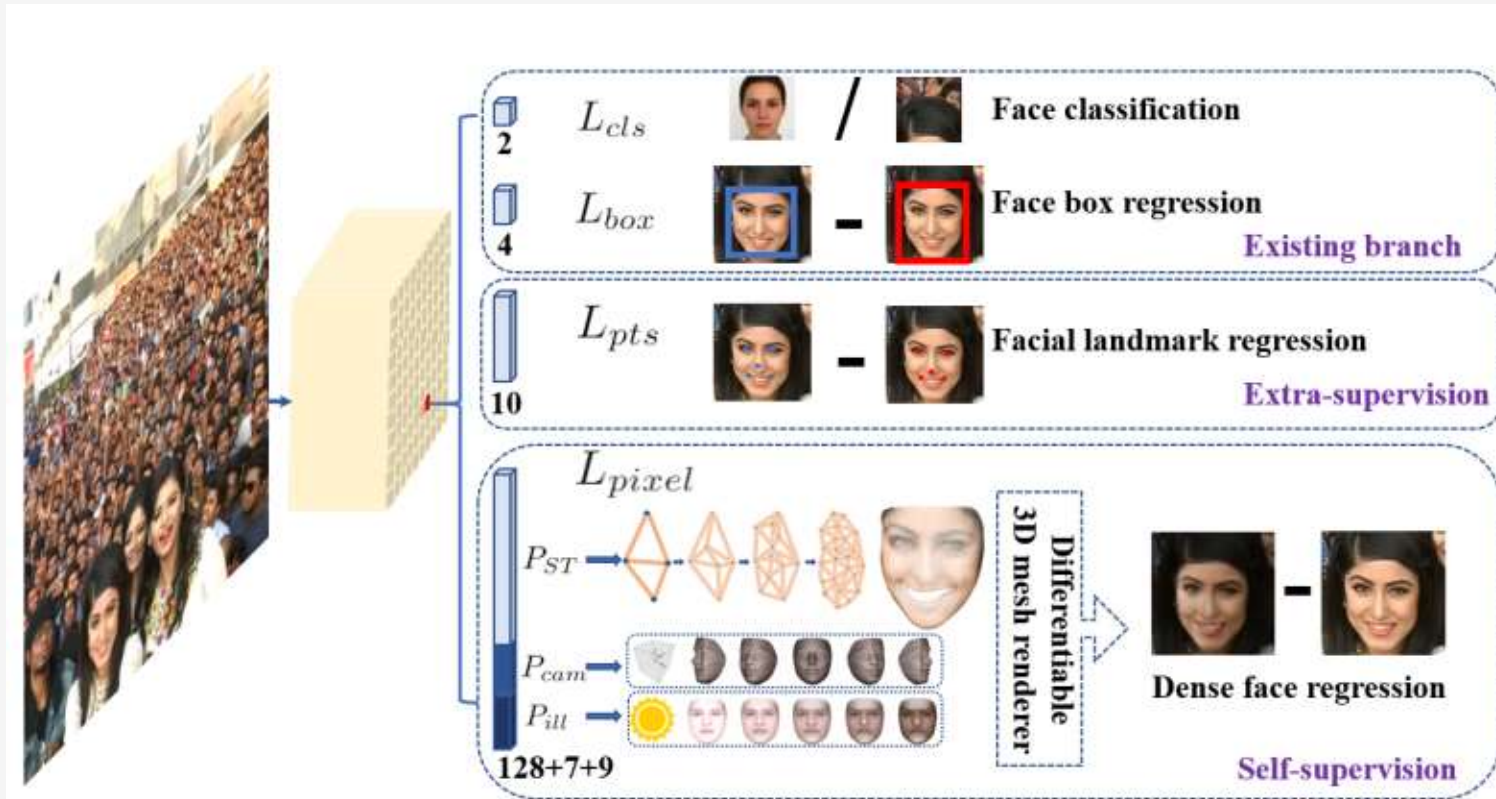 L_cls
Face classification
2
L_box
Face box regression
4
Existing branch
L_pts
Facial landmark regression
10
Extra-supervision
L_pixel
P_ST
P_cam
P_ill
128+7+9
Differentiable
3D mesh renderer
Dense face regression
Self-supervision